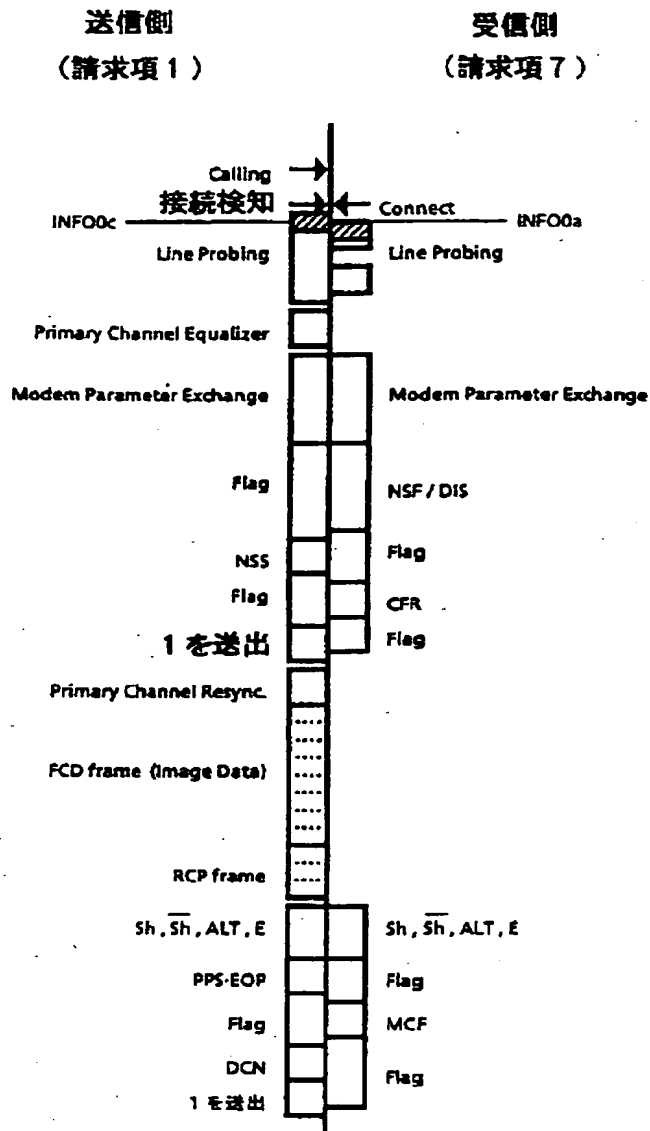 送信側 受信側
(請求項1) (請求項7)
Calling
接続検知 Connect
INFO0c INFO0a
Line Probing Line Probing
Primary Channel Equalizer
Modem Parameter Exchange Modem Parameter Exchange
Flag NSF / DIS
NSS Flag
Flag CFR
1を送出 Flag
Primary Channel Resync.
FCD frame (Image Data)
RCP frame
Sh, S̅h̅, ALT, E Sh, S̅h̅, ALT, E
PPS·EOP Flag
Flag MCF
DCN Flag
1を送出